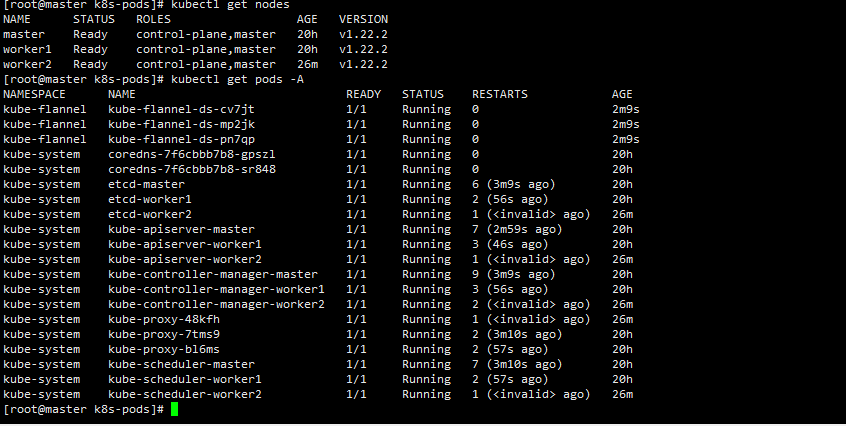 [root@master k8s-pods]# kubectl get nodes
NAME STATUS ROLES AGE VERSION
master Ready control-plane,master 20h v1.22.2
worker1 Ready control-plane,master 20h v1.22.2
worker2 Ready control-plane,master 26m v1.22.2
[root@master k8s-pods]# kubectl get pods -A
NAMESPACE NAME READY STATUS RESTARTS AGE
kube-flannel kube-flannel-ds-cv7jt 1/1 Running 0 2m9s
kube-flannel kube-flannel-ds-mp2jk 1/1 Running 0 2m9s
kube-flannel kube-flannel-ds-pn7qp 1/1 Running 0 2m9s
kube-system coredns-7f6cbbb7b8-gpszl 1/1 Running 0 20h
kube-system coredns-7f6cbbb7b8-sr848 1/1 Running 0 20h
kube-system etcd-master 1/1 Running 6 (3m9s ago) 20h
kube-system etcd-worker1 1/1 Running 2 (56s ago) 20h
kube-system etcd-worker2 1/1 Running 1 (<invalid> ago) 26m
kube-system kube-apiserver-master 1/1 Running 7 (2m59s ago) 20h
kube-system kube-apiserver-worker1 1/1 Running 3 (46s ago) 20h
kube-system kube-apiserver-worker2 1/1 Running 1 (<invalid> ago) 26m
kube-system kube-controller-manager-master 1/1 Running 9 (3m9s ago) 20h
kube-system kube-controller-manager-worker1 1/1 Running 3 (56s ago) 20h
kube-system kube-controller-manager-worker2 1/1 Running 2 (<invalid> ago) 26m
kube-system kube-proxy-48kfh 1/1 Running 1 (<invalid> ago) 26m
kube-system kube-proxy-7tms9 1/1 Running 2 (3m10s ago) 20h
kube-system kube-proxy-bl6ms 1/1 Running 2 (57s ago) 20h
kube-system kube-scheduler-master 1/1 Running 7 (3m10s ago) 20h
kube-system kube-scheduler-worker1 1/1 Running 2 (57s ago) 20h
kube-system kube-scheduler-worker2 1/1 Running 1 (<invalid> ago) 26m
[root@master k8s-pods]#